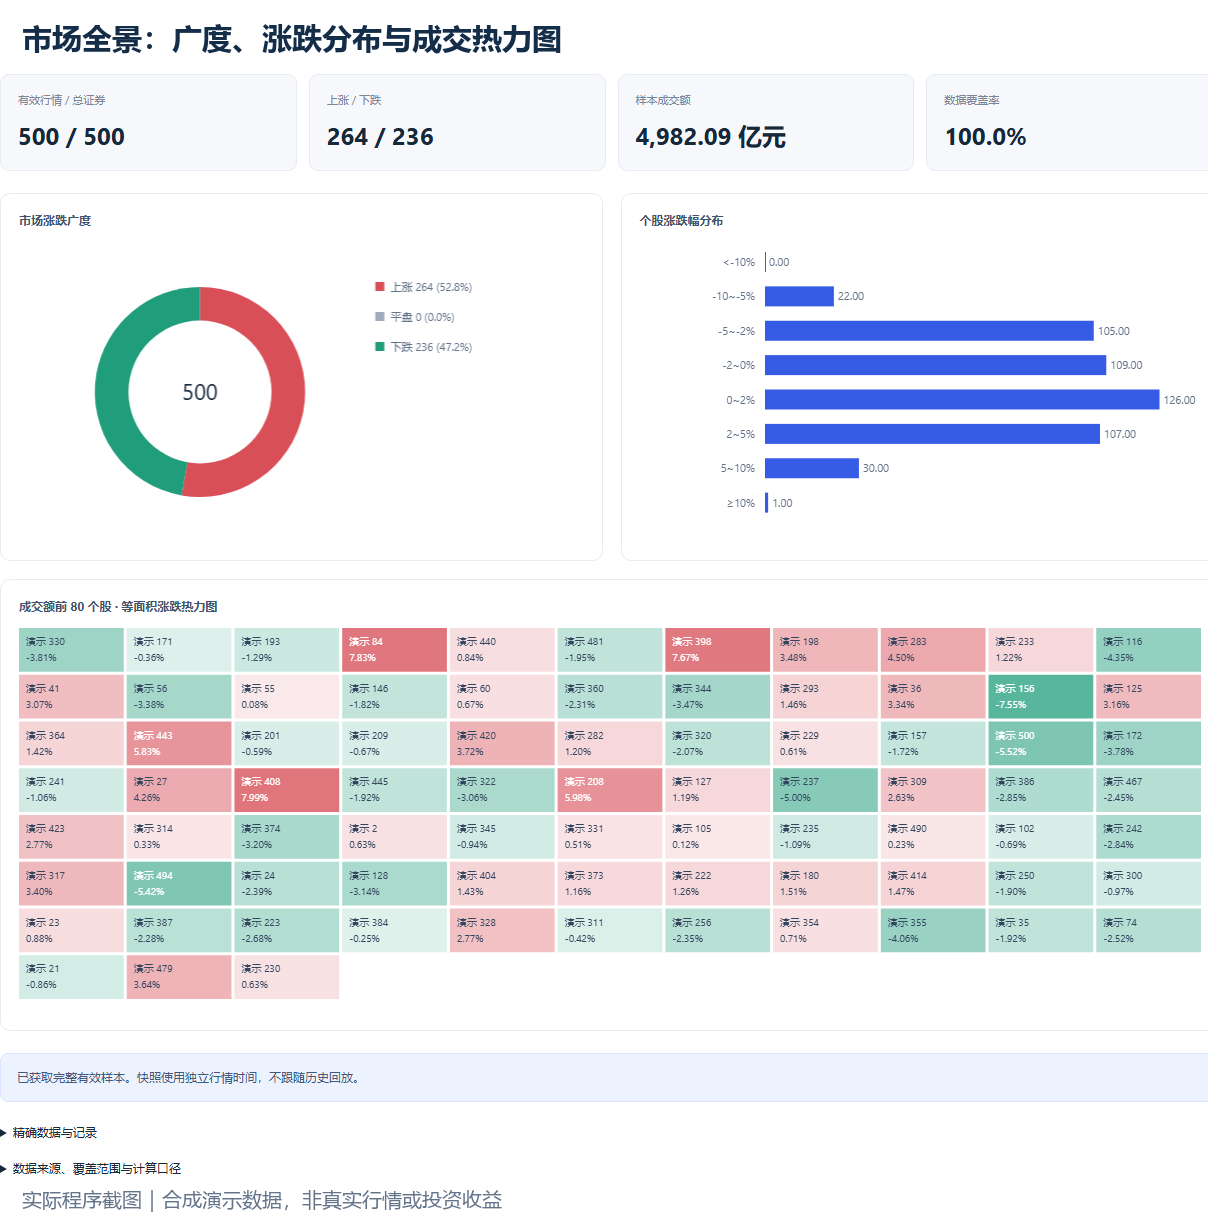 市场全景：广度、涨跌分布与成交热力图
有效行情 / 总证券
500 / 500
上涨 / 下跌
264 / 236
样本成交额
4,982.09 亿元
数据覆盖率
100.0%
市场涨跌广度
上涨 264 (52.8%)
平盘 0 (0.0%)
下跌 236 (47.2%)
500
个股涨跌幅分布
<-10% 0.00
-10~-5% 22.00
-5~-2% 105.00
-2~0% 109.00
0~2% 126.00
2~5% 107.00
5~10% 30.00
≥10% 1.00
成交额前 80 个股 · 等面积涨跌热力图
演示 330 演示 171 演示 193 演示 84 演示 440 演示 481 演示 398 演示 198 演示 283 演示 233 演示 116
-3.81% -0.36% -1.29% 7.83% 0.84% -1.95% 7.67% 3.48% 4.50% 1.22% -4.35%
演示 41 演示 56 演示 55 演示 146 演示 60 演示 360 演示 344 演示 293 演示 36 演示 156 演示 125
3.07% -3.38% 0.08% -1.82% 0.67% -2.31% -3.47% 1.46% 3.34% -7.55% 3.16%
演示 364 演示 443 演示 201 演示 209 演示 420 演示 282 演示 320 演示 229 演示 157 演示 500 演示 172
1.42% 5.83% -0.59% -0.67% 3.72% 1.20% -2.07% 0.61% -1.72% -5.52% -3.78%
演示 241 演示 27 演示 408 演示 445 演示 322 演示 208 演示 127 演示 237 演示 309 演示 386 演示 467
-1.06% 4.26% 7.99% -1.92% -3.06% 5.98% 1.19% -5.00% 2.63% -2.85% -2.45%
演示 423 演示 314 演示 374 演示 2 演示 345 演示 331 演示 105 演示 235 演示 490 演示 102 演示 242
2.77% 0.33% -3.20% 0.63% -0.94% 0.51% 0.12% -1.09% 0.23% -0.69% -2.84%
演示 317 演示 494 演示 24 演示 128 演示 404 演示 373 演示 222 演示 180 演示 414 演示 250 演示 300
3.40% -5.42% -2.39% -3.14% 1.43% 1.16% 1.26% 1.51% 1.47% -1.90% -0.97%
演示 23 演示 387 演示 223 演示 384 演示 328 演示 311 演示 256 演示 354 演示 355 演示 35 演示 74
0.88% -2.28% -2.68% -0.25% 2.77% -0.42% -2.35% 0.71% -4.06% -1.92% -2.52%
演示 21 演示 479 演示 230
-0.86% 3.64% 0.63%
已获取完整有效样本。快照使用独立行情时间，不跟随历史回放。
精确数据与记录
数据来源、覆盖范围与计算口径
实际程序截图｜合成演示数据，非真实行情或投资收益